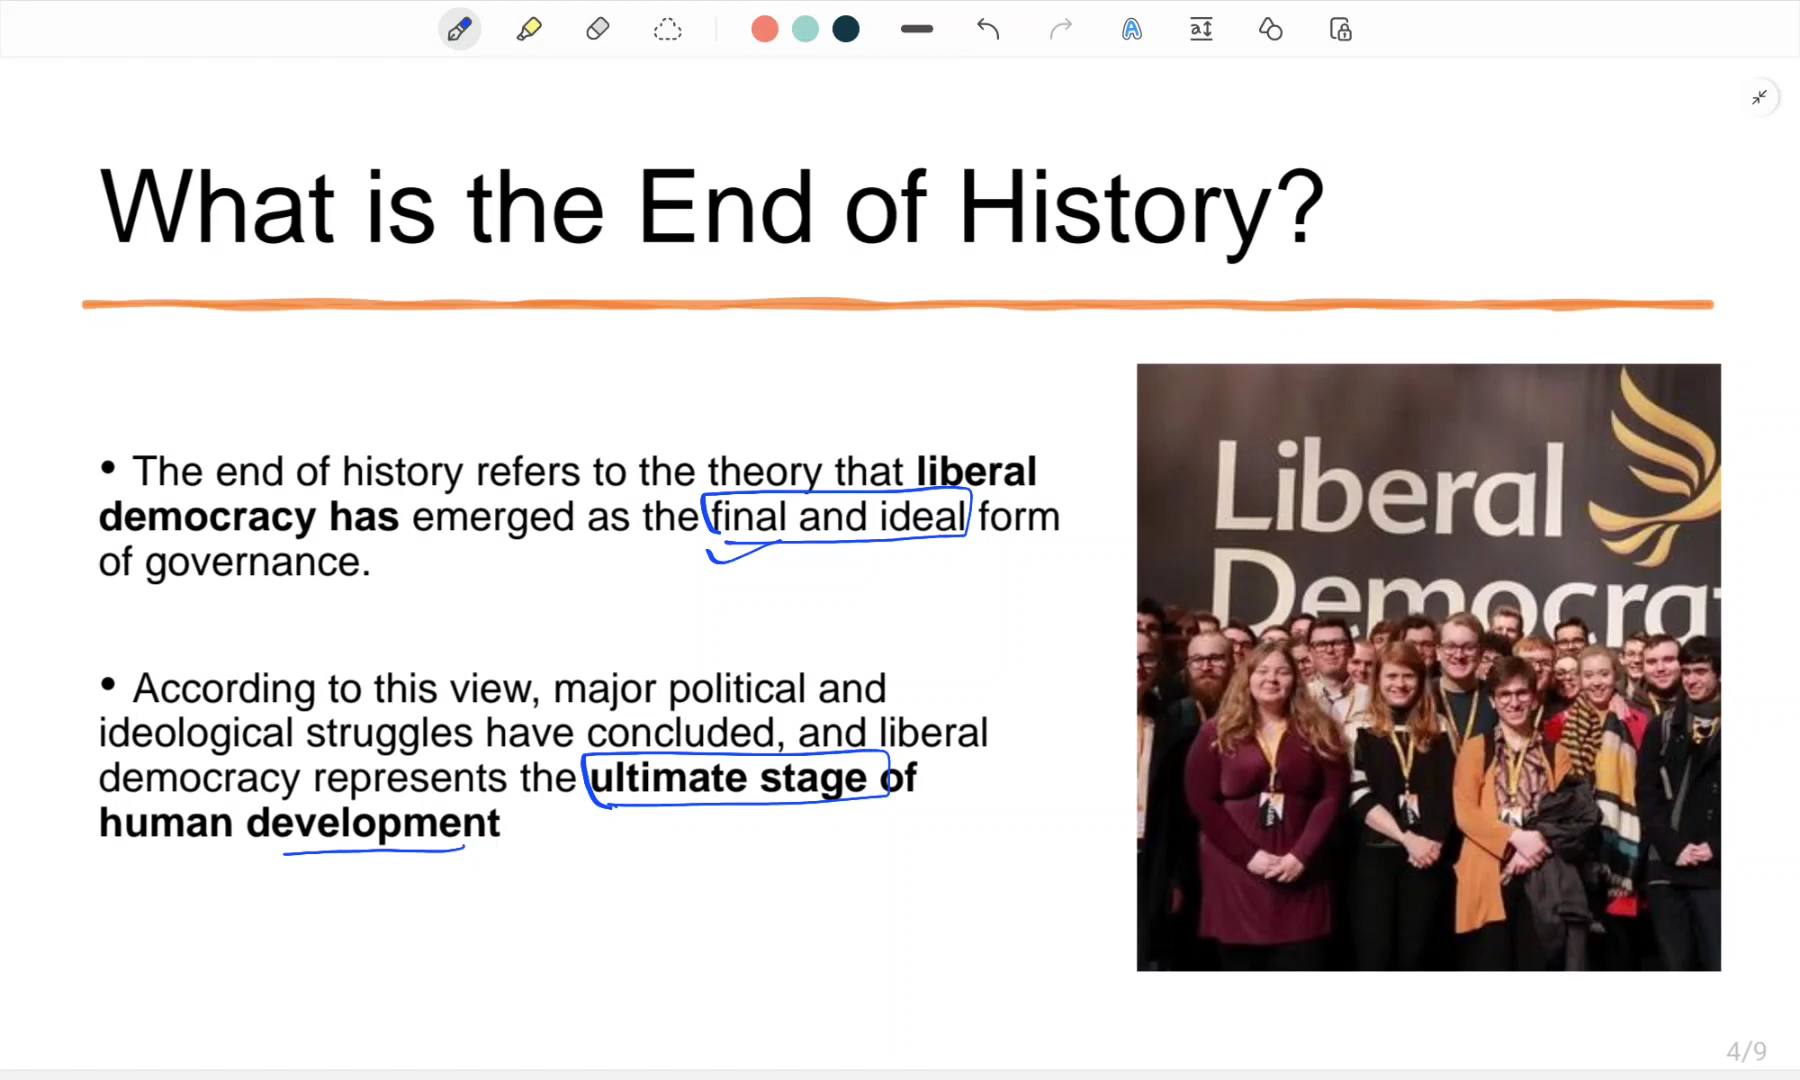 What is the End of History?
• The end of history refers to the theory that liberal
democracy has emerged as the final and ideal form
of governance.
• According to this view, major political and
ideological struggles have concluded, and liberal
democracy represents the ultimate stage of
human development
Liberal
Democrat
4/9